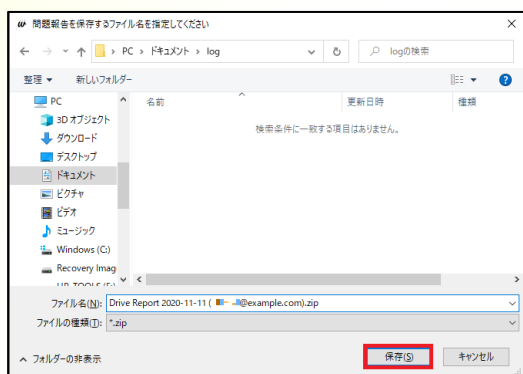 問題報告を保存するファイル名を指定してください
PC › ドキュメント › log
logの検索
整理 新しいフォルダー
名前 更新日時 種類
PC
3D オブジェクト
ダウンロード
デスクトップ
ドキュメント
ピクチャ
ビデオ
ミュージック
Windows (C:)
Recovery Imag
検索条件に一致する項目はありません。
ファイル名(N): Drive Report 2020-11-11 ( @example.com).zip
ファイルの種類(T): *.zip
フォルダーの非表示
保存(S) キャンセル